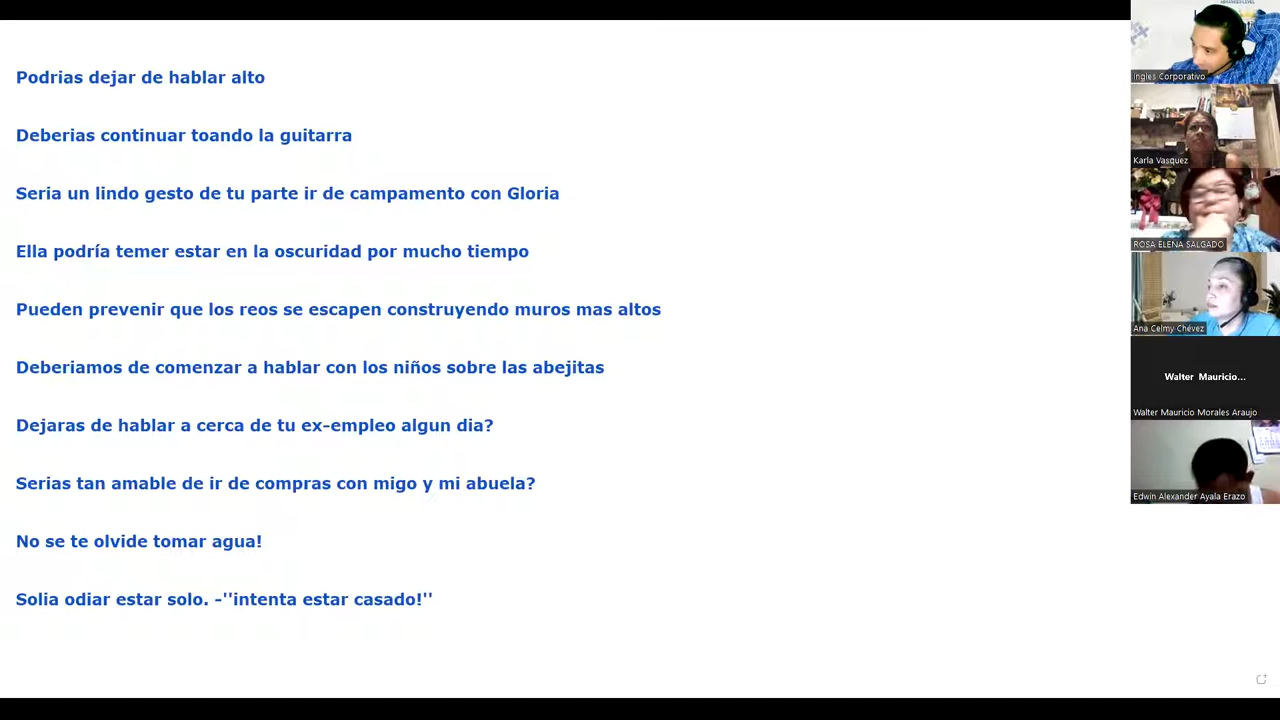 Podrias dejar de hablar alto
Deberias continuar toando la guitarra
Seria un lindo gesto de tu parte ir de campamento con Gloria
Ella podría temer estar en la oscuridad por mucho tiempo
Pueden prevenir que los reos se escapen construyendo muros mas altos
Deberiamos de comenzar a hablar con los niños sobre las abejitas
Dejaras de hablar a cerca de tu ex-empleo algun dia?
Serias tan amable de ir de compras con migo y mi abuela?
No se te olvide tomar agua!
Solia odiar estar solo. -''intenta estar casado!''
Ingles Corporativo
Karla Vasquez
ROSA ELENA SALGADO
Ana Celmy Chévez
Walter Mauricio...
Walter Mauricio Morales Araujo
Edwin Alexander Ayala Erazo